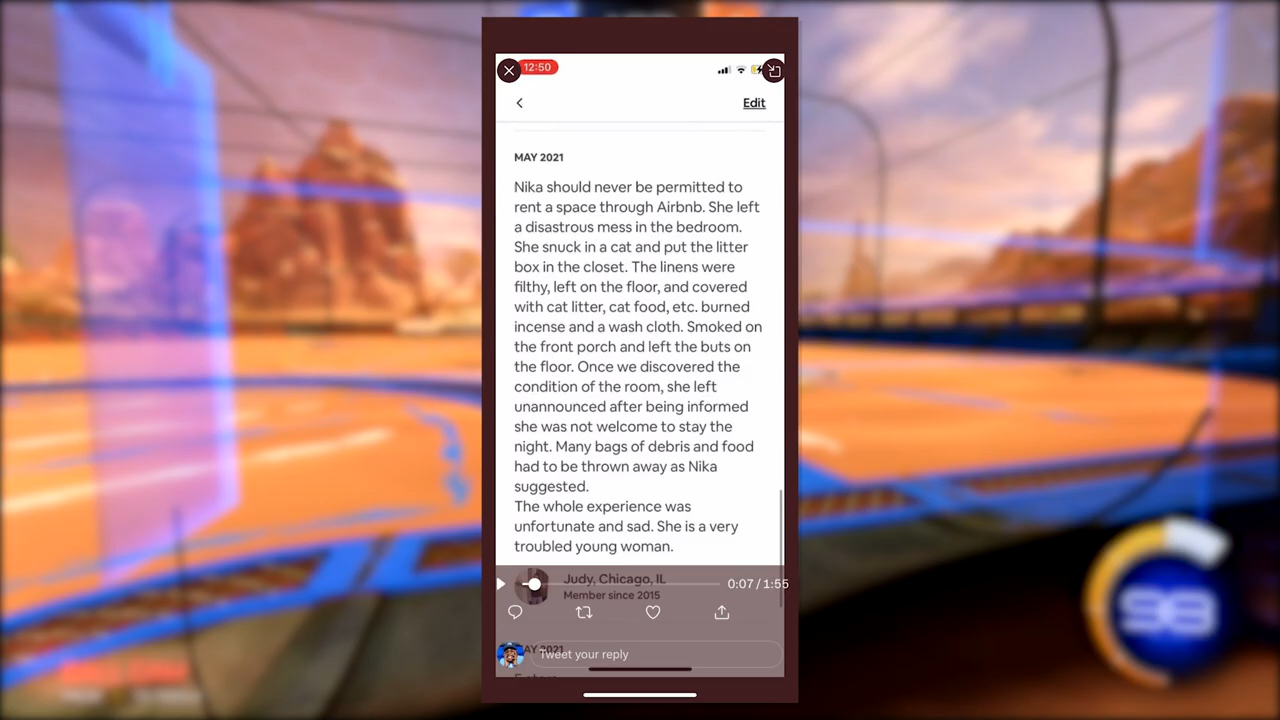 12:50
Edit
MAY 2021
Nika should never be permitted to
rent a space through Airbnb. She left
a disastrous mess in the bedroom.
She snuck in a cat and put the litter
box in the closet. The linens were
filthy, left on the floor, and covered
with cat litter, cat food, etc. burned
incense and a wash cloth. Smoked on
the front porch and left the buts on
the floor. Once we discovered the
condition of the room, she left
unannounced after being informed
she was not welcome to stay the
night. Many bags of debris and food
had to be thrown away as Nika
suggested.
The whole experience was
unfortunate and sad. She is a very
troubled young woman.
Judy, Chicago, IL
0:07 / 1:55
Member since 2015
AY 2021
Tweet your reply
98